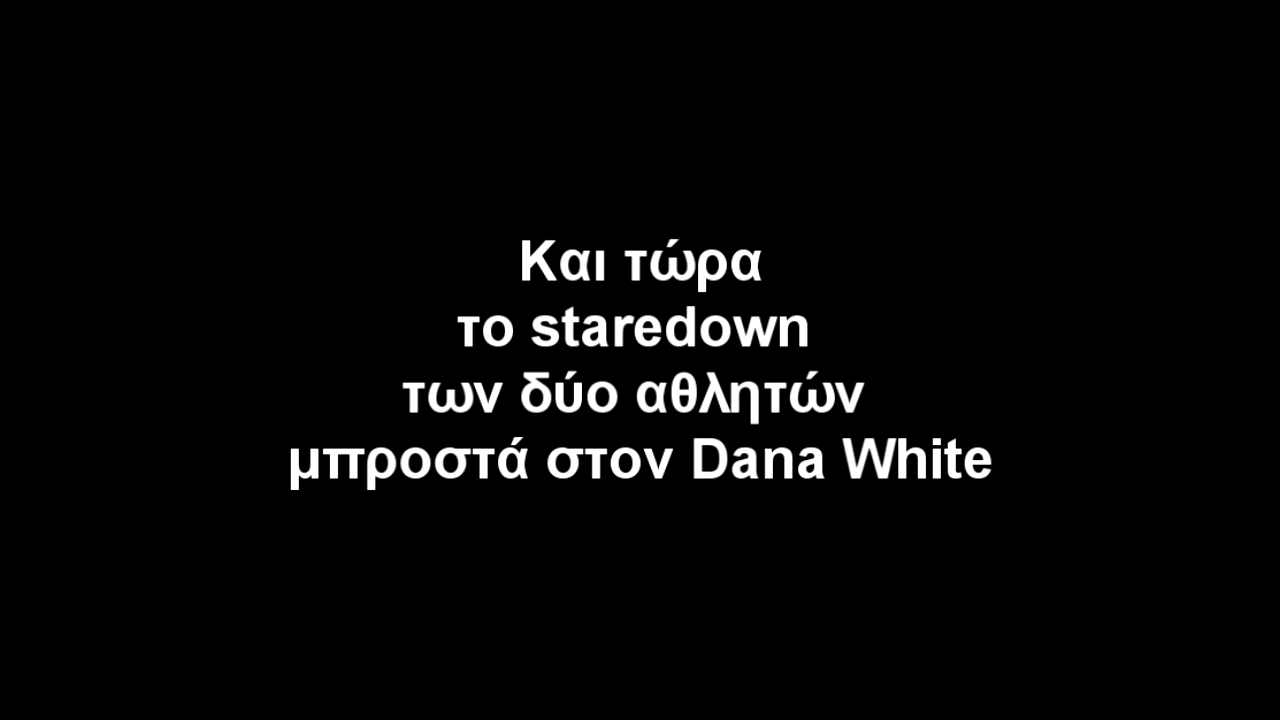 Και τώρα
το staredown
των δύο αθλητών
μπροστά στον Dana White